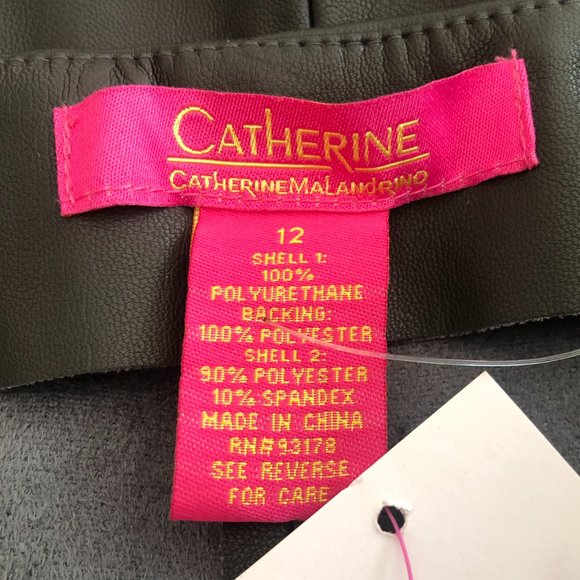 CATHERINE
CATHERINE MALANDRINO
12
SHELL 1:
100%
POLYURETHANE
BACKING:
100% POLYESTER
SHELL 2:
90% POLYESTER
10% SPANDEX
MADE IN CHINA
RN#93178
SEE REVERSE
FOR CARE